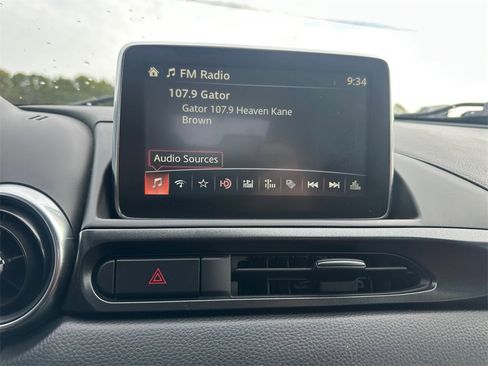 FM Radio
9:34
107.9 Gator
Gator 107.9 Heaven Kane
Brown
Audio Sources